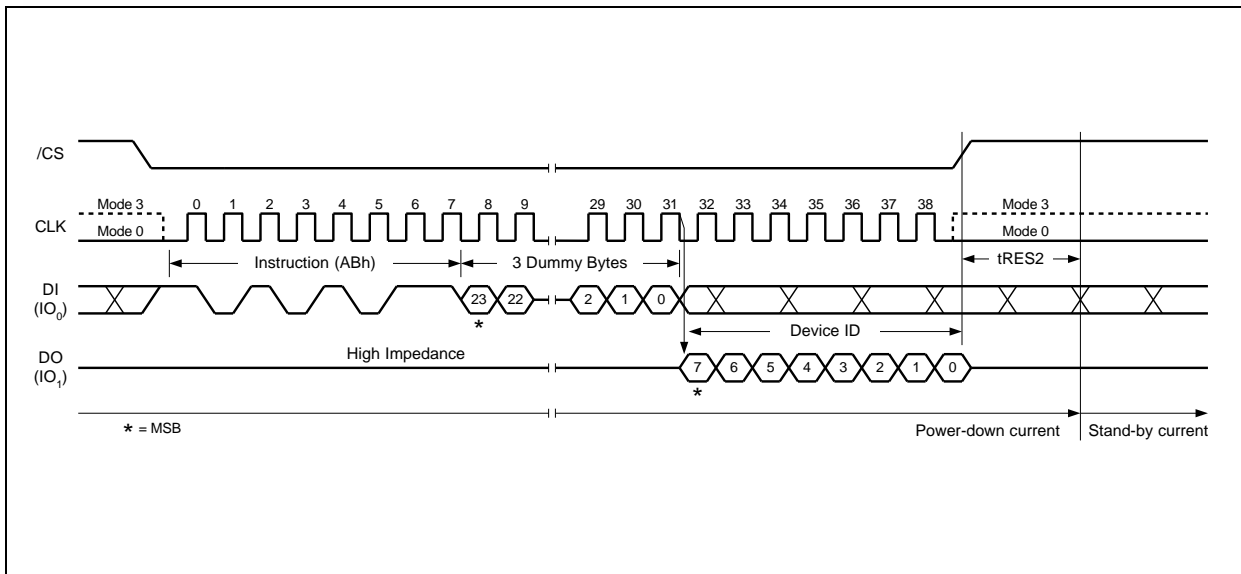 /CS
Mode 3 0 1 2 3 4 5 6 7 8 9 29 30 31 32 33 34 35 36 37 38 Mode 3
CLK
Mode 0 Mode 0
Instruction (ABh) 3 Dummy Bytes tRES2
DI
(IO0) 23 22 2 1 0
*
Device ID
DO High Impedance
(IO1) 7 6 5 4 3 2 1 0
*
* = MSB Power-down current Stand-by current